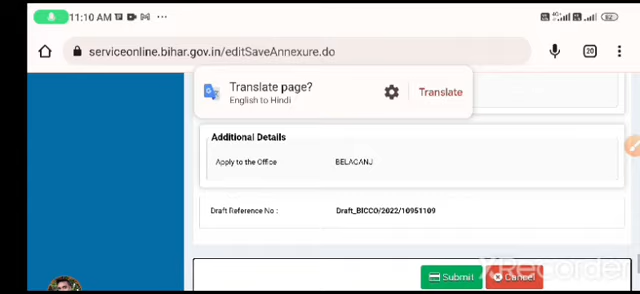 11:10 AM
62
serviceonline.bihar.gov.in/editSaveAnnexure.do
20
Translate page?
English to Hindi
Translate
Additional Details
Apply to the Office BELAGANJ
Draft Reference No : Draft_BICCO/2022/10951109
Submit Cancel
XRecorder